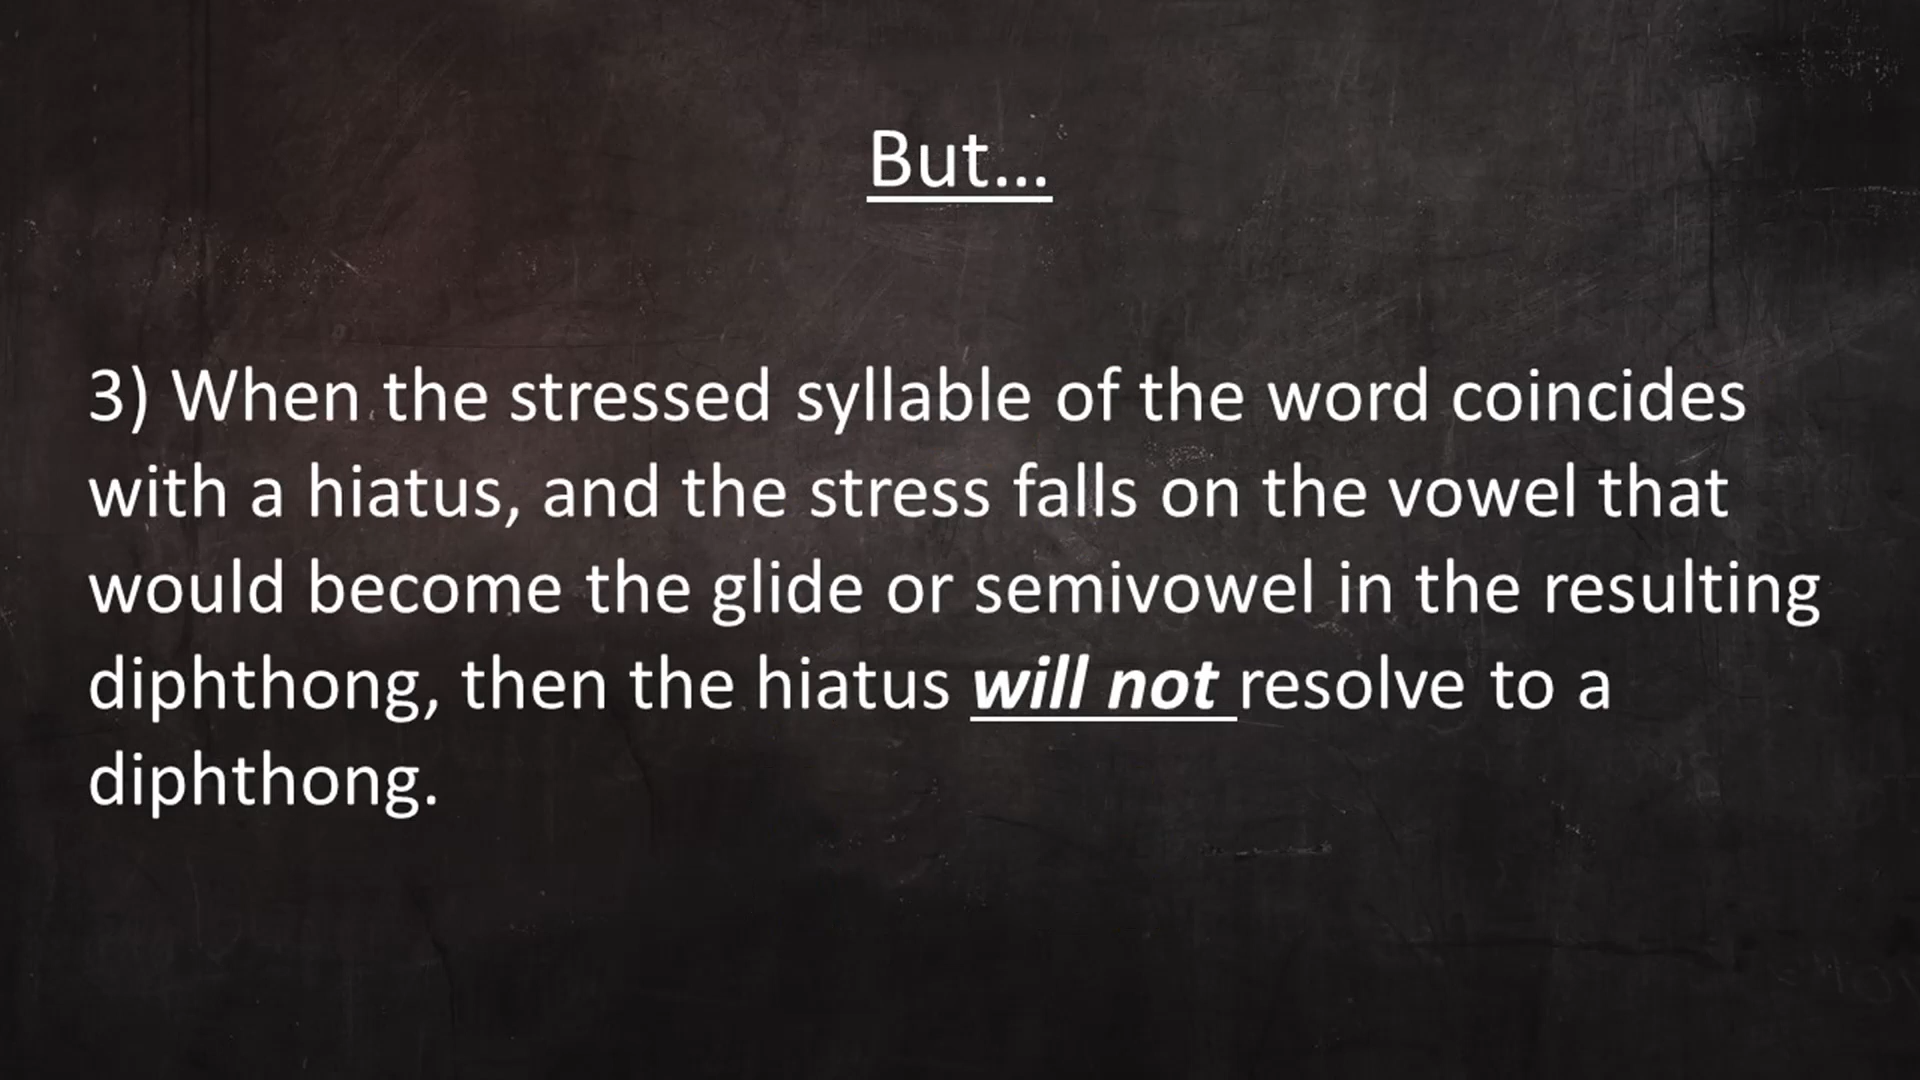 But...
3) When the stressed syllable of the word coincides
with a hiatus, and the stress falls on the vowel that
would become the glide or semivowel in the resulting
diphthong, then the hiatus will not resolve to a
diphthong.